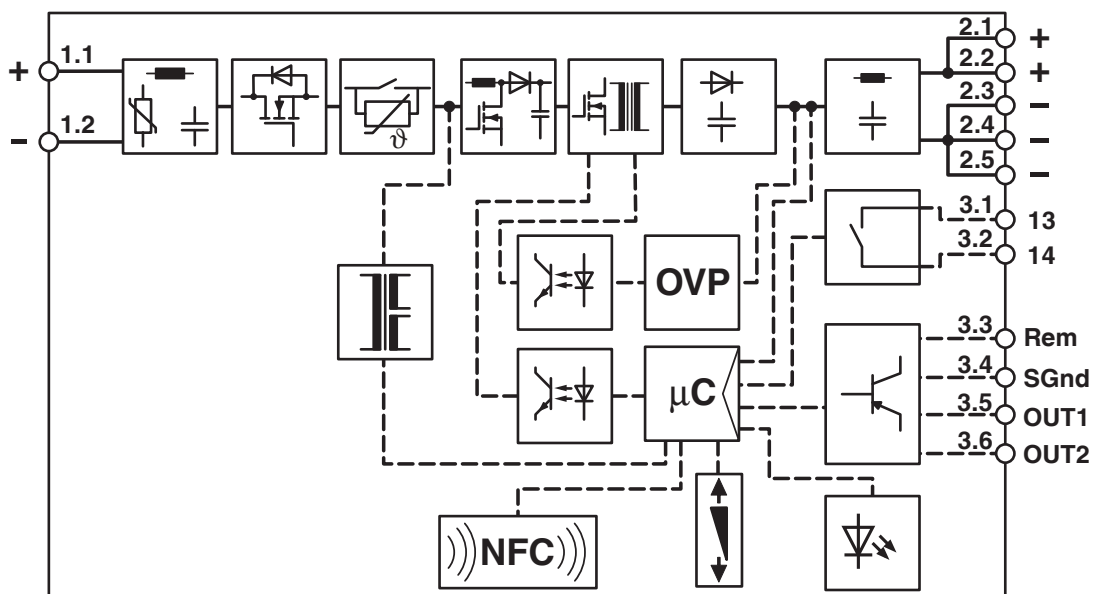 + 1.1
− 1.2
2.1 +
2.2 +
2.3 −
2.4 −
2.5 −
ϑ
3.1 13
3.2 14
OVP
3.3 Rem
3.4 SGnd
µC
3.5 OUT1
3.6 OUT2
NFC